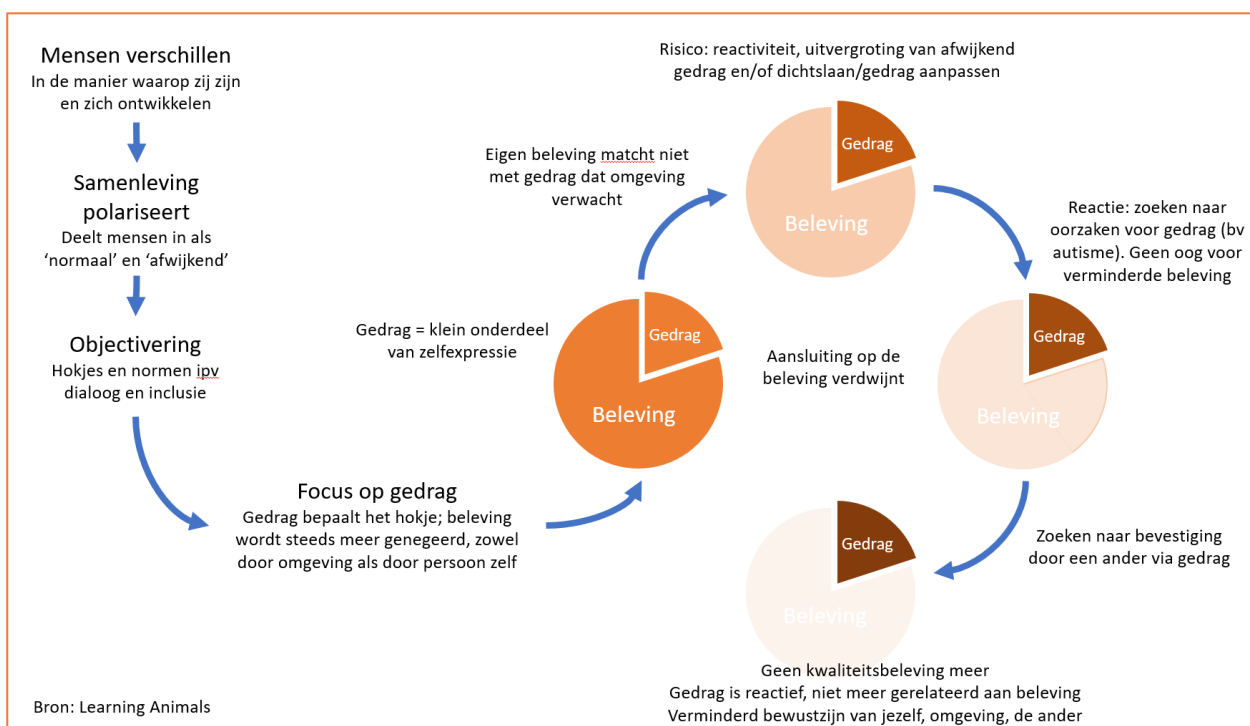 Mensen verschillen
In de manier waarop zij zijn
en zich ontwikkelen
Samenleving
polariseert
Deelt mensen in als
‘normaal’ en ‘afwijkend’
Objectivering
Hokjes en normen ipv
dialoog en inclusie
Focus op gedrag
Gedrag bepaalt het hokje; beleving
wordt steeds meer genegeerd, zowel
door omgeving als door persoon zelf
Gedrag = klein onderdeel
van zelfexpressie
Gedrag
Beleving
Eigen beleving matcht niet
met gedrag dat omgeving
verwacht
Risico: reactiviteit, uitvergroting van afwijkend
gedrag en/of dichtslaan/gedrag aanpassen
Gedrag
Beleving
Reactie: zoeken naar
oorzaken voor gedrag (bv
autisme). Geen oog voor
verminderde beleving
Aansluiting op de
beleving verdwijnt
Gedrag
Beleving
Zoeken naar bevestiging
door een ander via gedrag
Gedrag
Beleving
Geen kwaliteitsbeleving meer
Gedrag is reactief, niet meer gerelateerd aan beleving
Verminderd bewustzijn van jezelf, omgeving, de ander
Bron: Learning Animals